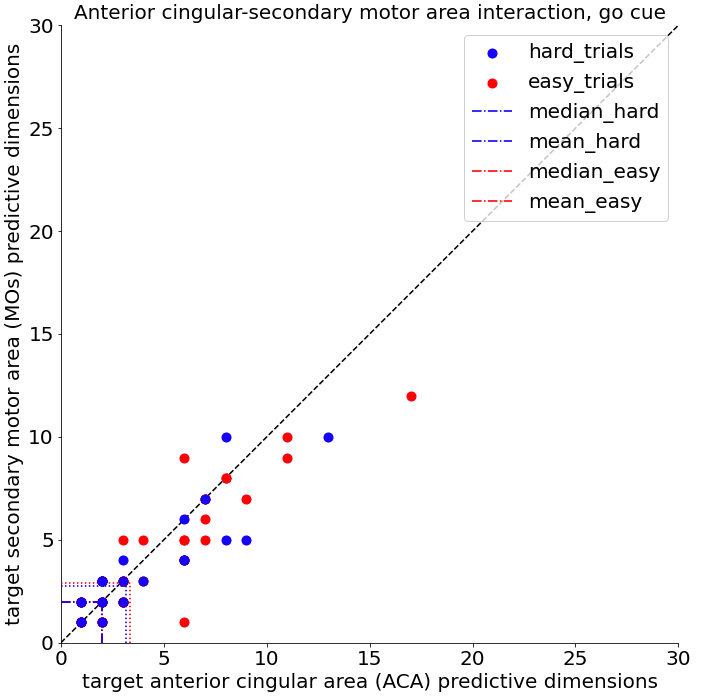 Anterior cingular-secondary motor area interaction, go cue
30
25
20
15
10
5
0
target secondary motor area (MOs) predictive dimensions
hard_trials
easy_trials
median_hard
mean_hard
median_easy
mean_easy
0 5 10 15 20 25 30
target anterior cingular area (ACA) predictive dimensions